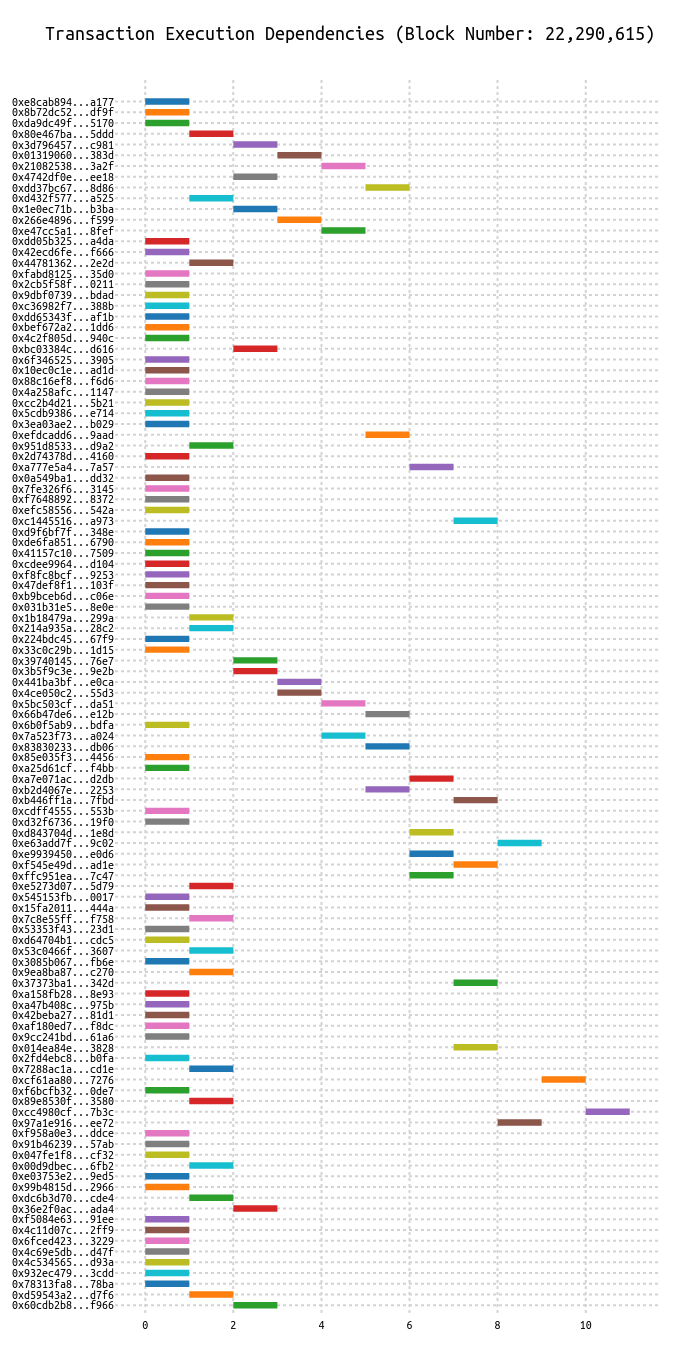 Transaction Execution Dependencies (Block Number: 22,290,615)
0xe8cab894...a177
0x8b72dc52...df9f
0xda9dc49f...5170
0x80e467ba...5ddd
0x3d796457...c981
0x01319060...383d
0x21082538...3a2f
0x4742df0e...ee18
0xdd37bc67...8d86
0xd432f577...a525
0x1e0ec71b...b3ba
0x266e4896...f599
0xe47cc5a1...8fef
0xdd05b325...a4da
0x42ecd6fe...f666
0x44781362...2e2d
0xfabd8125...35d0
0x2cb5f58f...0211
0x9dbf0739...bdad
0xc36982f7...388b
0xdd65343f...af1b
0xbef672a2...1dd6
0x4c2f805d...940c
0xbc03384c...d616
0x6f346525...3905
0x10ec0c1e...ad1d
0x88c16ef8...f6d6
0x4a258afc...1147
0xcc2b4d21...5b21
0x5cdb9386...e714
0x3ea03ae2...b029
0xefdcadd6...9aad
0x951d8533...d9a2
0x2d74378d...4160
0xa777e5a4...7a57
0x0a549ba1...dd32
0x7fe326f6...3145
0xf7648892...8372
0xefc58556...542a
0xc1445516...a973
0xd9f6bf7f...348e
0xde6fa851...6790
0x41157c10...7509
0xcdee9964...d104
0xf8fc8bcf...9253
0x47def8f1...103f
0xb9bceb6d...c06e
0x031b31e5...8e0e
0x1b18479a...299a
0x214a935a...28c2
0x224bdc45...67f9
0x33c0c29b...1d15
0x39740145...76e7
0x3b5f9c3e...9e2b
0x441ba3bf...e0ca
0x4ce050c2...55d3
0x5bc503cf...da51
0x66b47de6...e12b
0x6b0f5ab9...bdfa
0x7a523f73...a024
0x83830233...db06
0x85e035f3...4456
0xa25d61cf...f4bb
0xa7e071ac...d2db
0xb2d4067e...2253
0xb446ff1a...7fbd
0xcdff4555...553b
0xd32f6736...19f0
0xd843704d...1e8d
0xe63add7f...9c02
0xe9939450...e0d6
0xf545e49d...ad1e
0xffc951ea...7c47
0xe5273d07...5d79
0x545153fb...0017
0x15fa2011...444a
0x7c8e55ff...f758
0x53353f43...23d1
0xd64704b1...cdc5
0x53c0466f...3607
0x3085b067...fb6e
0x9ea8ba87...c270
0x37373ba1...342d
0xa158fb28...8e93
0xa47b408c...975b
0x42beba27...81d1
0xaf180ed7...f8dc
0x9cc241bd...61a6
0x014ea84e...3828
0x2fd4ebc8...b0fa
0x7288ac1a...cd1e
0xcf61aa80...7276
0xf6bcfb32...0de7
0x89e8530f...3580
0xcc4980cf...7b3c
0x97a1e916...ee72
0xf958a0e3...ddce
0x91b46239...57ab
0x047fe1f8...cf32
0x00d9dbec...6fb2
0xe03753e2...9ed5
0x99b4815d...2966
0xdc6b3d70...cde4
0x36e2f0ac...ada4
0xf5084e63...91ee
0x4c11d07c...2ff9
0x6fced423...3229
0x4c69e5db...d47f
0x4c534565...d93a
0x932ec479...3cdd
0x78313fa8...78ba
0xd59543a2...d7f6
0x60cdb2b8...f966
0 2 4 6 8 10